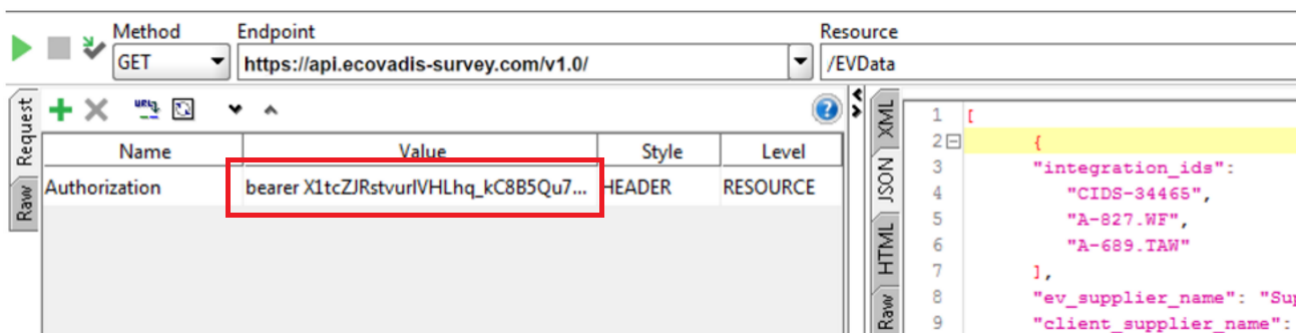 Method
Endpoint
Resource
GET
https://api.ecovadis-survey.com/v1.0/
/EVData
Request
Raw
Name
Value
Style
Level
Authorization
bearer X1tcZJRstvurIVHLhq_kC8B5Qu7...
HEADER
RESOURCE
XML
JSON
HTML
Raw
1 [
2 {
3 "integration_ids":
4 "CIDS-34465",
5 "A-827.WF",
6 "A-689.TAW"
7 ],
8 "ev_supplier_name": "Su
9 "client_supplier_name":